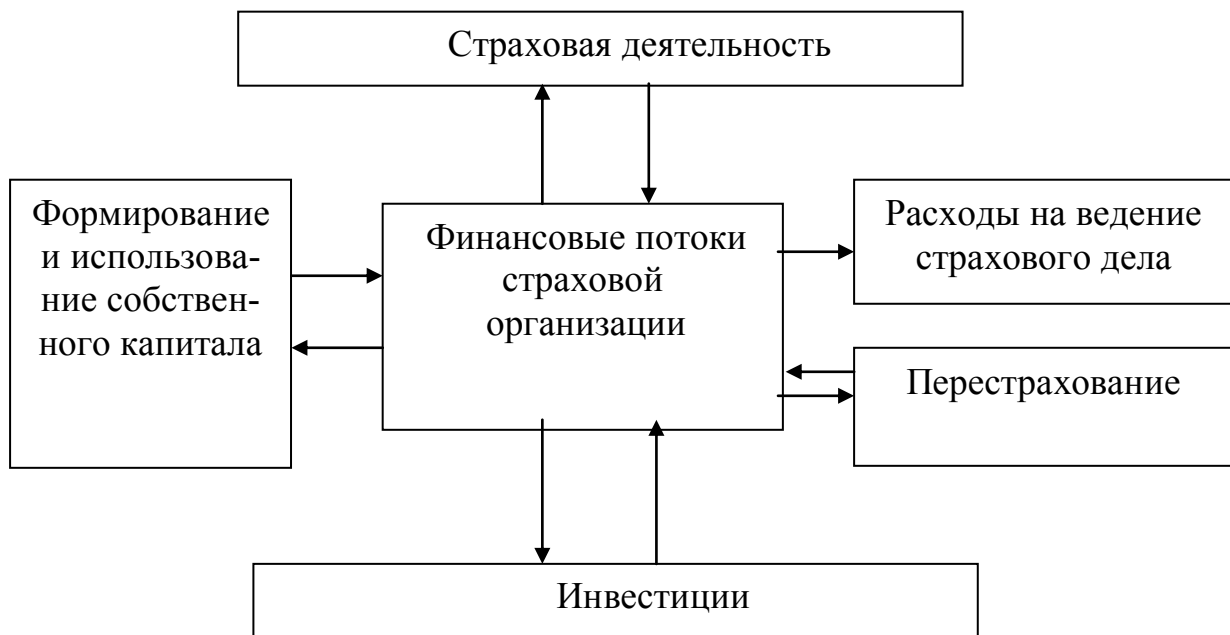 Страховая деятельность
Формирование
и использова-
ние собствен-
ного капитала
Финансовые потоки
страховой
организации
Расходы на ведение
страхового дела
Перестрахование
Инвестиции